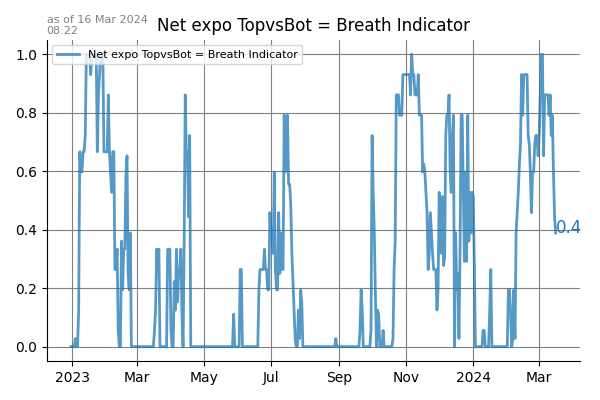 as of 16 Mar 2024
08:22
Net expo TopvsBot = Breath Indicator
Net expo TopvsBot = Breath Indicator
1.0
0.8
0.6
0.4
0.2
0.0
0.4
2023 Mar May Jul Sep Nov 2024 Mar